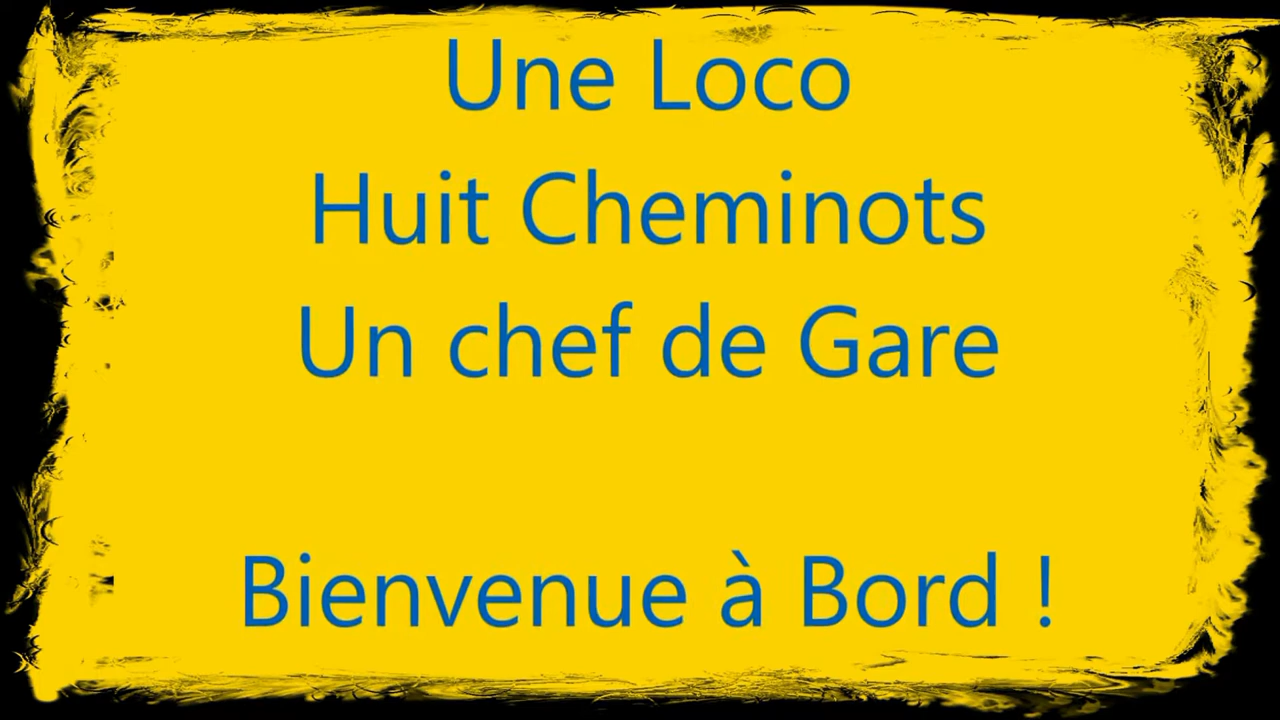 Une Loco
Huit Cheminots
Un chef de Gare
Bienvenue à Bord !